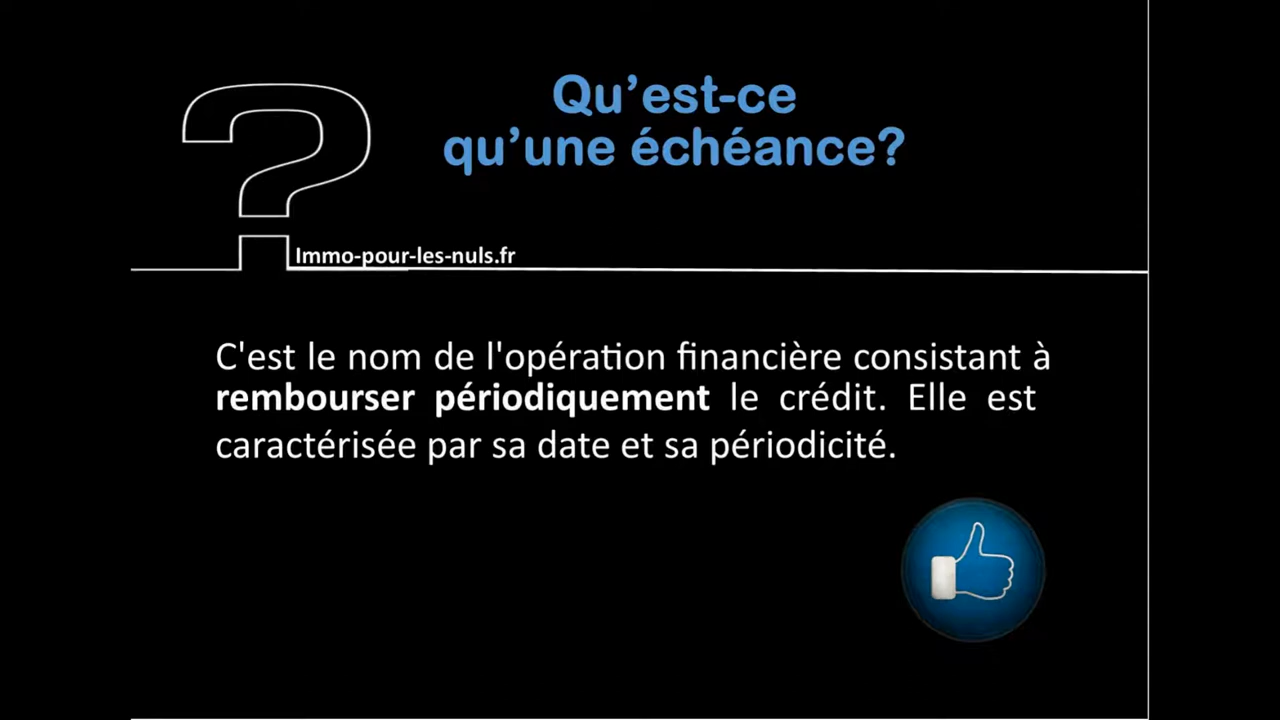 Qu’est-ce
qu’une échéance?
Immo-pour-les-nuls.fr
C'est le nom de l'opération financière consistant à
rembourser périodiquement le crédit. Elle est
caractérisée par sa date et sa périodicité.